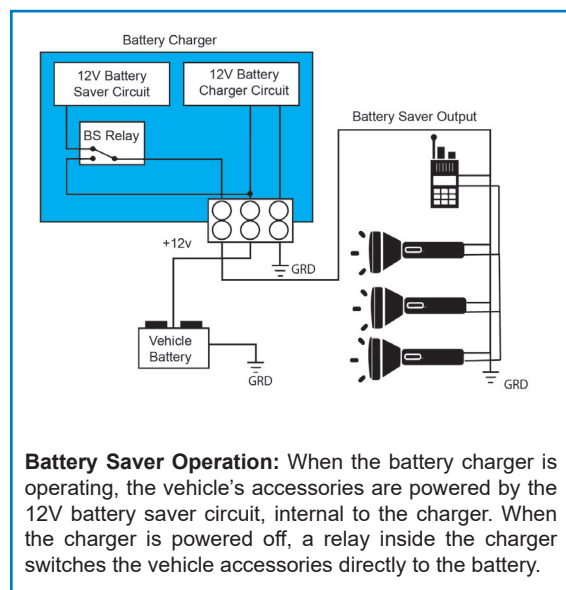 Battery Charger
12V Battery
Saver Circuit
12V Battery
Charger Circuit
BS Relay
Battery Saver Output
+12v
GRD
Vehicle
Battery
GRD
GRD
Battery Saver Operation: When the battery charger is
operating, the vehicle's accessories are powered by the
12V battery saver circuit, internal to the charger. When
the charger is powered off, a relay inside the charger
switches the vehicle accessories directly to the battery.